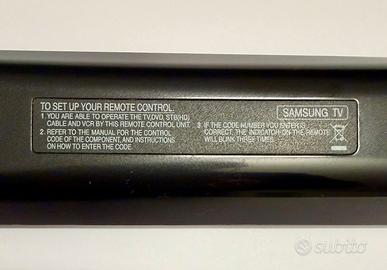 TO SET UP YOUR REMOTE CONTROL.
SAMSUNG TV
1. YOU ARE ABLE TO OPERATE THE TV,DVD, STB(HD)
CABLE AND VCR BY THIS REMOTE CONTROL UNIT.
2. REFER TO THE MANUAL FOR THE CONTROL
CODE OF THE COMPONENT, AND INSTRUCTIONS
ON HOW TO ENTER THE CODE.
3. IF THE CODE NUMBER YOU ENTER IS
CORRECT, THE INDICATOR ON THE REMOTE
WILL BLINK THREE TIMES.
subito